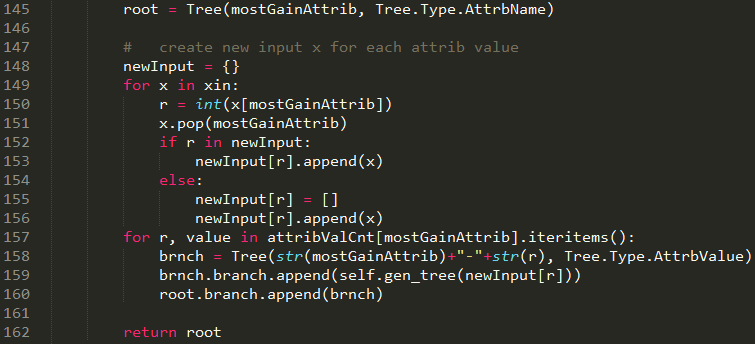 145 root = Tree(mostGainAttrib, Tree.Type.AttrbName)
146
147 #   create new input x for each attrib value
148 newInput = {}
149 for x in xin:
150     r = int(x[mostGainAttrib])
151     x.pop(mostGainAttrib)
152     if r in newInput:
153         newInput[r].append(x)
154     else:
155         newInput[r] = []
156         newInput[r].append(x)
157 for r, value in attribValCnt[mostGainAttrib].iteritems():
158     brnch = Tree(str(mostGainAttrib)+"-"+str(r), Tree.Type.AttrbValue)
159     brnch.branch.append(self.gen_tree(newInput[r]))
160     root.branch.append(brnch)
161
162 return root